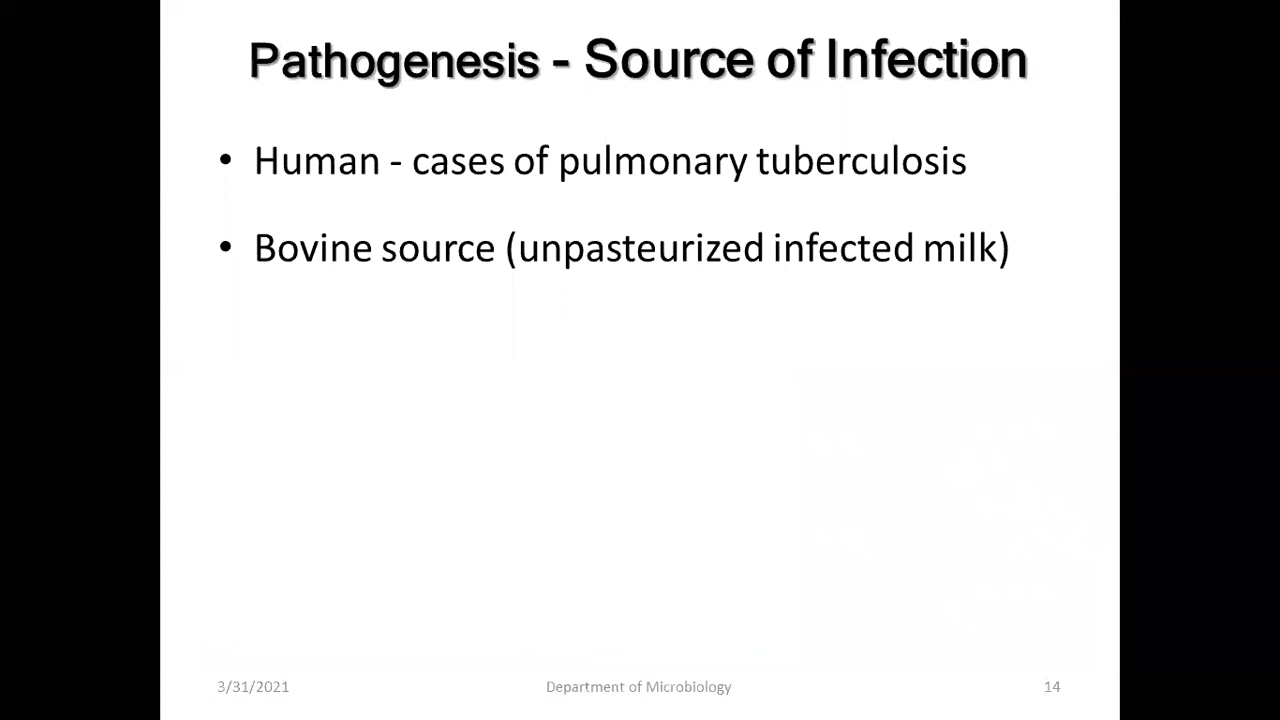 Pathogenesis - Source of Infection
• Human - cases of pulmonary tuberculosis
• Bovine source (unpasteurized infected milk)
3/31/2021 Department of Microbiology 14